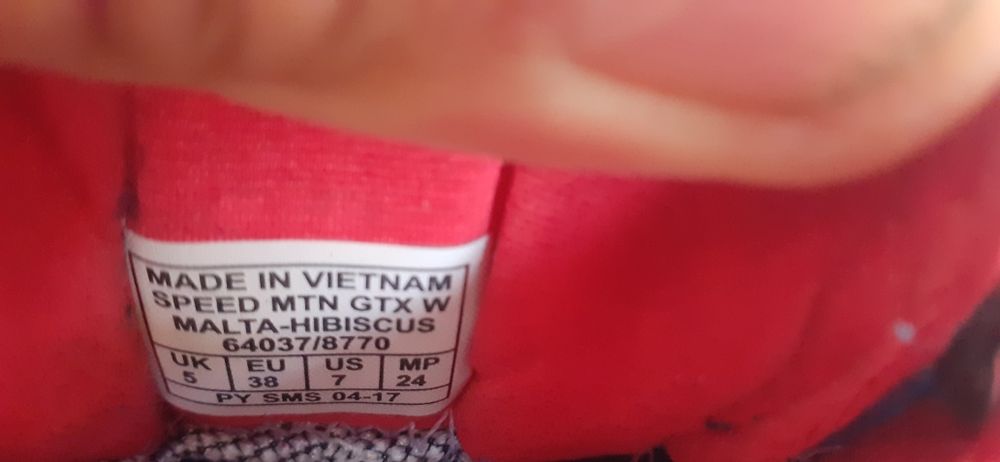 MADE IN VIETNAM
SPEED MTN GTX W
MALTA-HIBISCUS
64037/8770
UK EU US MP
5 38 7 24
PY SMS 04-17